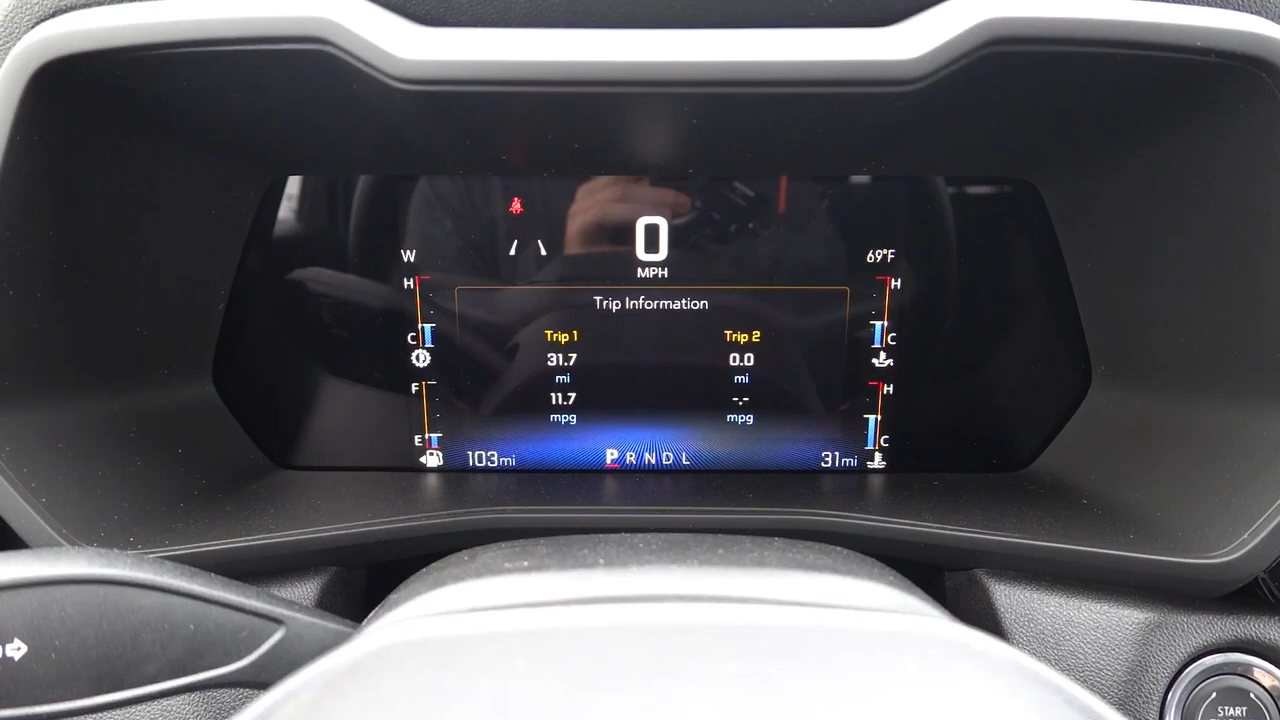 0
MPH
W
69°F
H
H
Trip Information
Trip 1
Trip 2
31.7
0.0
C
C
mi
mi
F
H
11.7
-.-
mpg
mpg
E
C
103mi
P R N D L
31mi
START